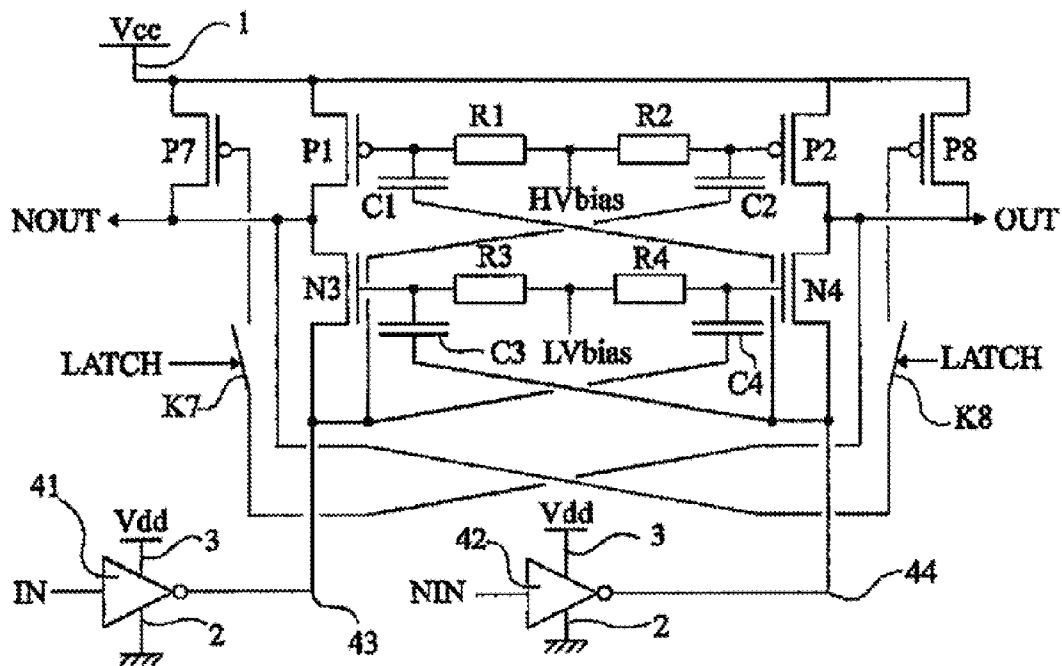 Vcc 1
R1 R2
P7 P1 P2 P8
C1 HVbias C2
NOUT OUT
R3 R4
N3 N4
LATCH C3 LVbias C4 LATCH
K7 K8
41 Vdd 3 42 Vdd 3 44
IN NIN
2 43 2